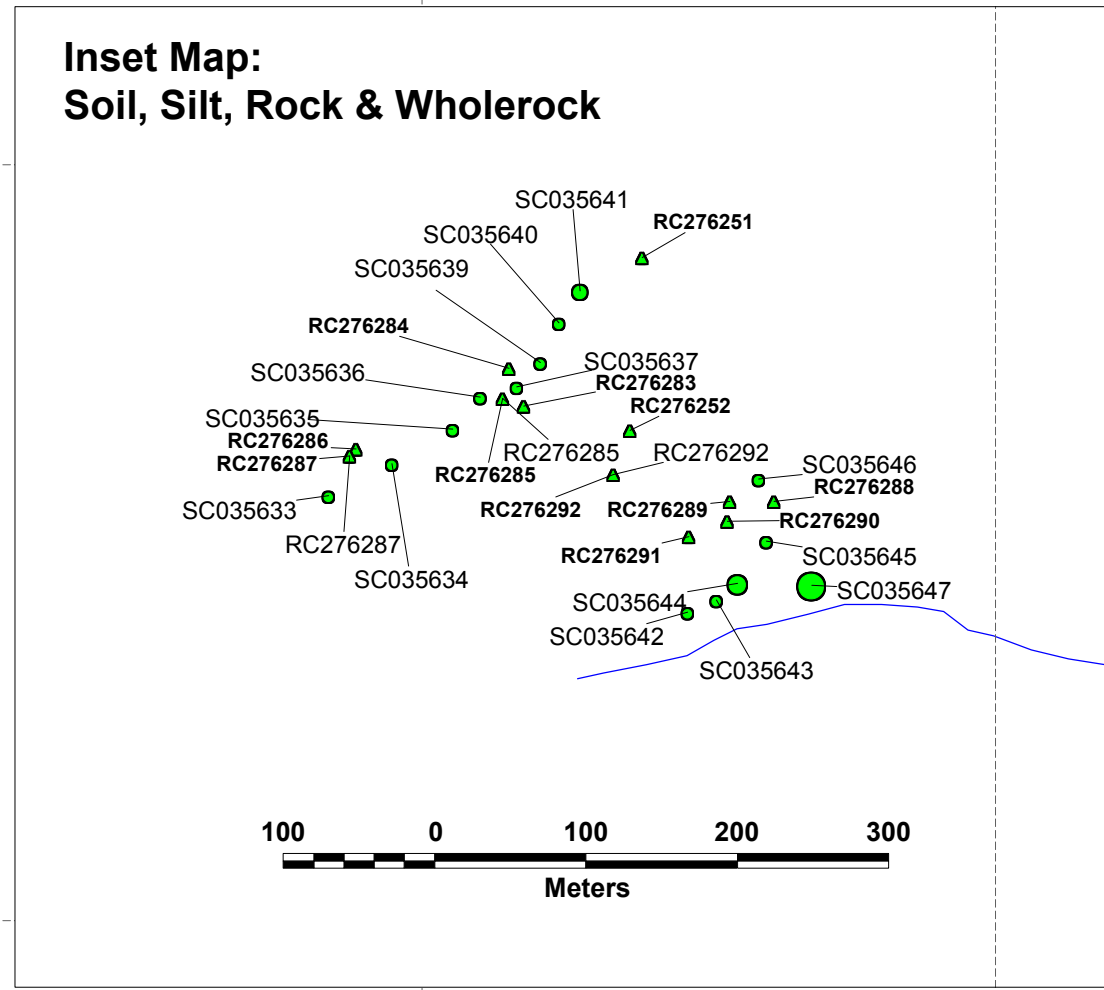 Inset Map:
Soil, Silt, Rock & Wholerock
SC035641
RC276251
SC035640
SC035639
RC276284
SC035637
SC035636
RC276283
RC276252
SC035635
RC276286
RC276285
RC276292
RC276287
RC276285
SC035646
RC276288
SC035633
RC276292
RC276289
RC276290
RC276287
RC276291
SC035645
SC035634
SC035647
SC035644
SC035642
SC035643
100 0 100 200 300
Meters